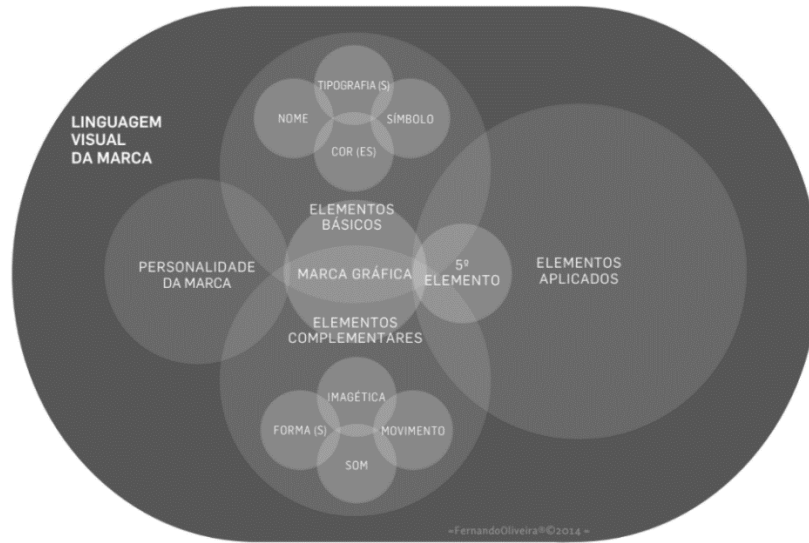 LINGUAGEM
VISUAL
DA MARCA
TIPOGRAFIA (S)
NOME
SÍMBOLO
COR (ES)
ELEMENTOS
BÁSICOS
PERSONALIDADE
DA MARCA
MARCA GRÁFICA
5º
ELEMENTO
ELEMENTOS
APLICADOS
ELEMENTOS
COMPLEMENTARES
IMAGÉTICA
FORMA (S)
MOVIMENTO
SOM
=FernandoOliveira®©2014=